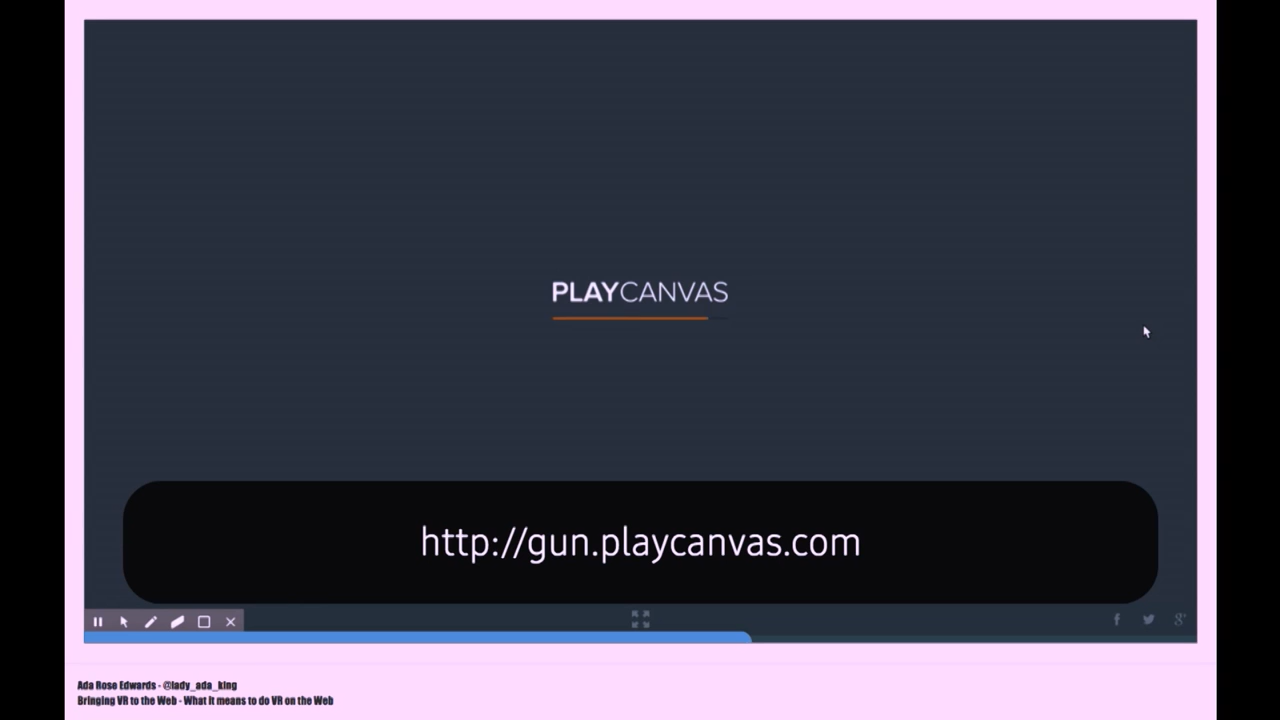 PLAYCANVAS
http://gun.playcanvas.com
Ada Rose Edwards - @lady_ada_king
Bringing VR to the Web - What it means to do VR on the Web